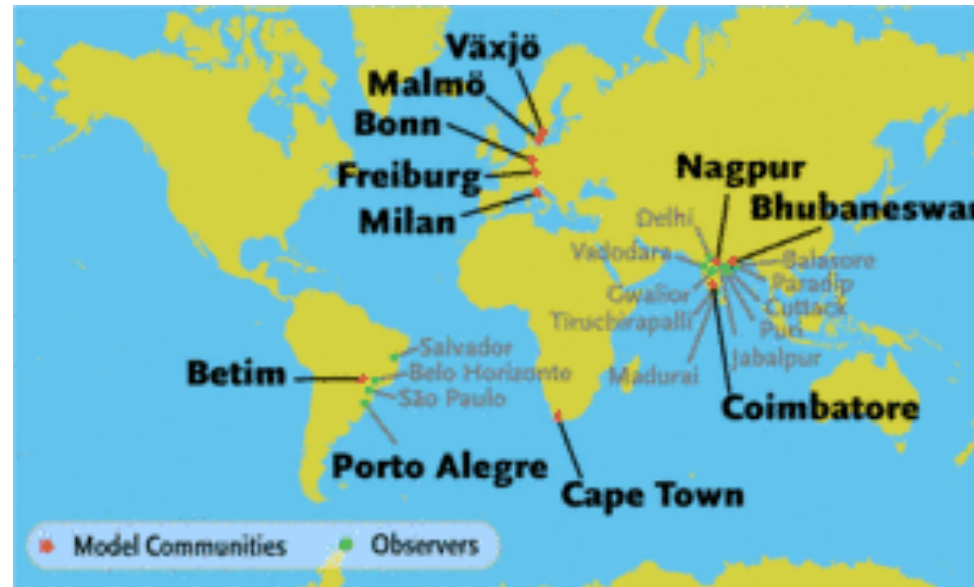 Växjö
Malmö
Bonn
Freiburg
Milan
Nagpur
Bhubaneswar
Delhi
Vadodara
Gwalior
Tiruchirapalli
Madurai
Balasore
Paradip
Cuttack
Puri
Jabalpur
Coimbatore
Salvador
Belo Horizonte
São Paulo
Betim
Porto Alegre
Cape Town
Model Communities
Observers